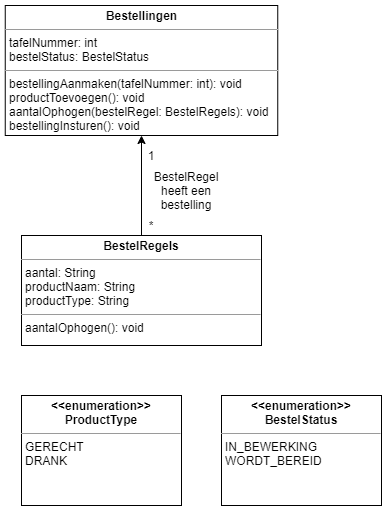 Bestellingen
tafelNummer: int
bestelStatus: BestelStatus
bestellingAanmaken(tafelNummer: int): void
productToevoegen(): void
aantalOphogen(bestelRegel: BestelRegels): void
bestellingInsturen(): void
1
BestelRegel
heeft een
bestelling
*
BestelRegels
aantal: String
productNaam: String
productType: String
aantalOphogen(): void
<<enumeration>>
ProductType
GERECHT
DRANK
<<enumeration>>
BestelStatus
IN_BEWERKING
WORDT_BEREID